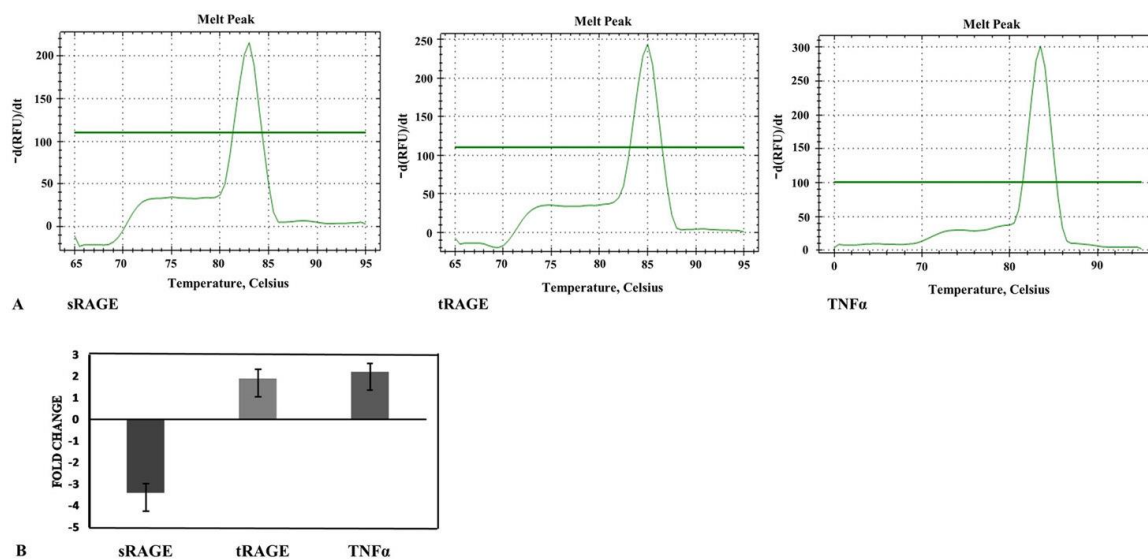 Melt Peak
200
150
100
50
0
-d(RFU)/dt
65 70 75 80 85 90 95
Temperature, Celsius
A sRAGE
Melt Peak
250
200
150
100
50
0
-d(RFU)/dt
65 70 75 80 85 90 95
Temperature, Celsius
tRAGE
Melt Peak
300
250
200
150
100
50
0
-d(RFU)/dt
0 70 80 90
Temperature, Celsius
TNFα
3
2
1
0
-1
-2
-3
-4
-5
FOLD CHANGE
sRAGE tRAGE TNFα
B